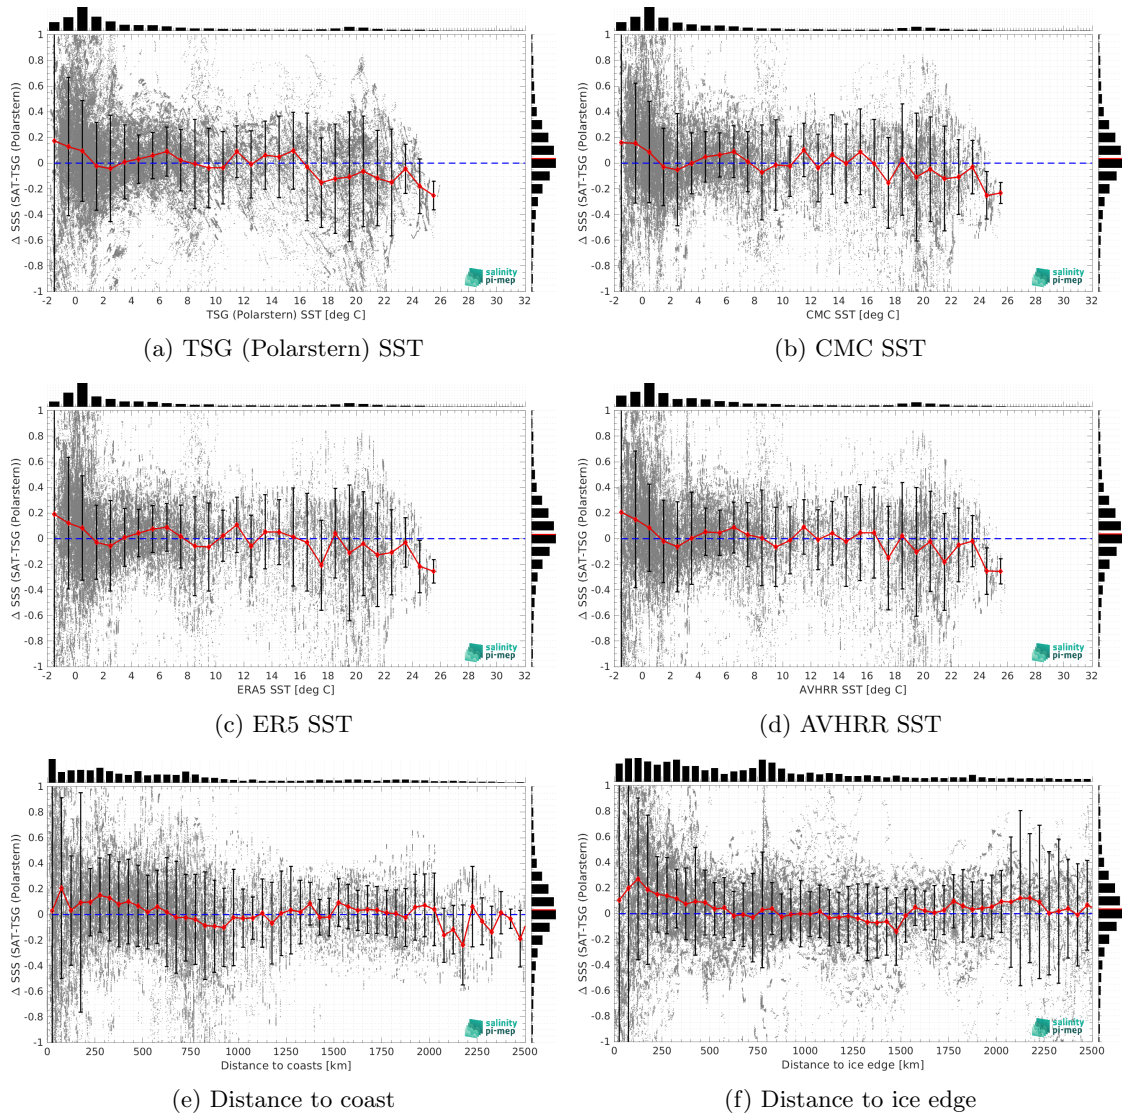 1
0.8
0.6
0.4
0.2
0
-0.2
-0.4
-0.6
-0.8
-1
Δ SSS (SAT-TSG (Polarstern))
salinity
pi-mep
-2 0 2 4 6 8 10 12 14 16 18 20 22 24 26 28 30 32
TSG (Polarstern) SST [deg C]
(a) TSG (Polarstern) SST
1
0.8
0.6
0.4
0.2
0
-0.2
-0.4
-0.6
-0.8
-1
Δ SSS (SAT-TSG (Polarstern))
salinity
pi-mep
-2 0 2 4 6 8 10 12 14 16 18 20 22 24 26 28 30 32
CMC SST [deg C]
(b) CMC SST
1
0.8
0.6
0.4
0.2
0
-0.2
-0.4
-0.6
-0.8
-1
Δ SSS (SAT-TSG (Polarstern))
salinity
pi-mep
-2 0 2 4 6 8 10 12 14 16 18 20 22 24 26 28 30 32
ERA5 SST [deg C]
(c) ER5 SST
1
0.8
0.6
0.4
0.2
0
-0.2
-0.4
-0.6
-0.8
-1
Δ SSS (SAT-TSG (Polarstern))
salinity
pi-mep
-2 0 2 4 6 8 10 12 14 16 18 20 22 24 26 28 30 32
AVHRR SST [deg C]
(d) AVHRR SST
1
0.8
0.6
0.4
0.2
0
-0.2
-0.4
-0.6
-0.8
-1
Δ SSS (SAT-TSG (Polarstern))
salinity
pi-mep
0 250 500 750 1000 1250 1500 1750 2000 2250 2500
Distance to coasts [km]
(e) Distance to coast
1
0.8
0.6
0.4
0.2
0
-0.2
-0.4
-0.6
-0.8
-1
Δ SSS (SAT-TSG (Polarstern))
salinity
pi-mep
0 250 500 750 1000 1250 1500 1750 2000 2250 2500
Distance to ice edge [km]
(f) Distance to ice edge